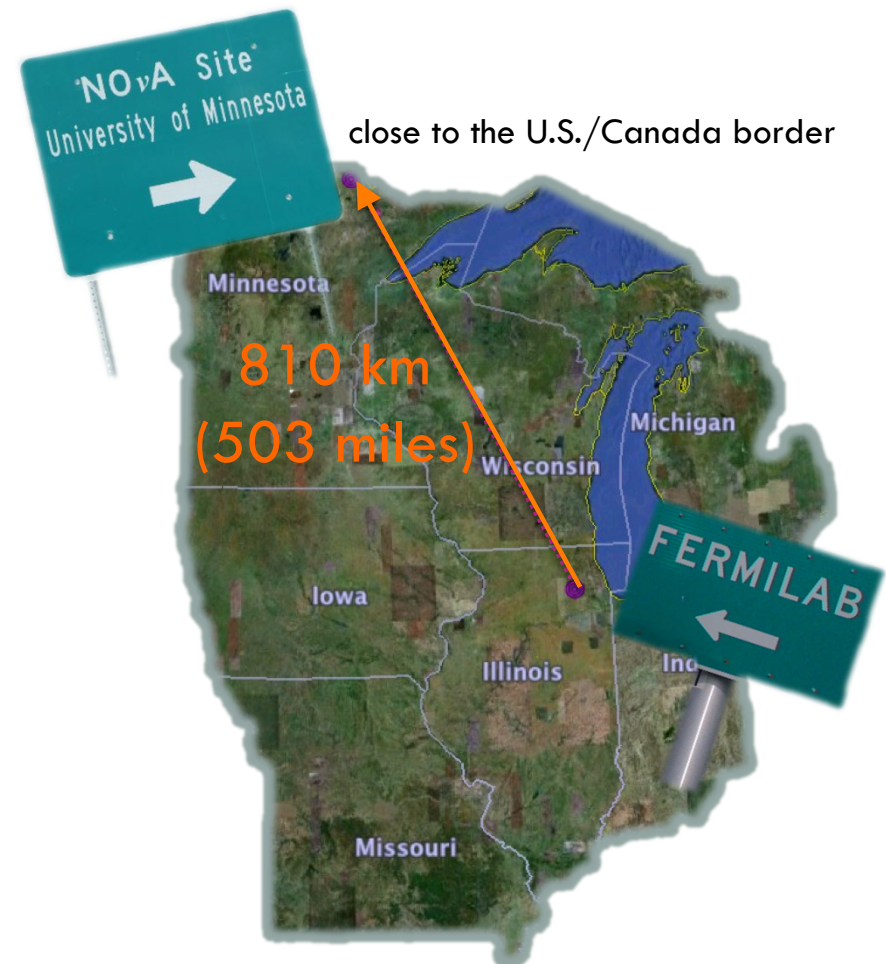 NOνA Site
University of Minnesota
close to the U.S./Canada border
Minnesota
810 km
(503 miles)
Michigan
Wisconsin
FERMILAB
Iowa
Illinois
Ind
Missouri